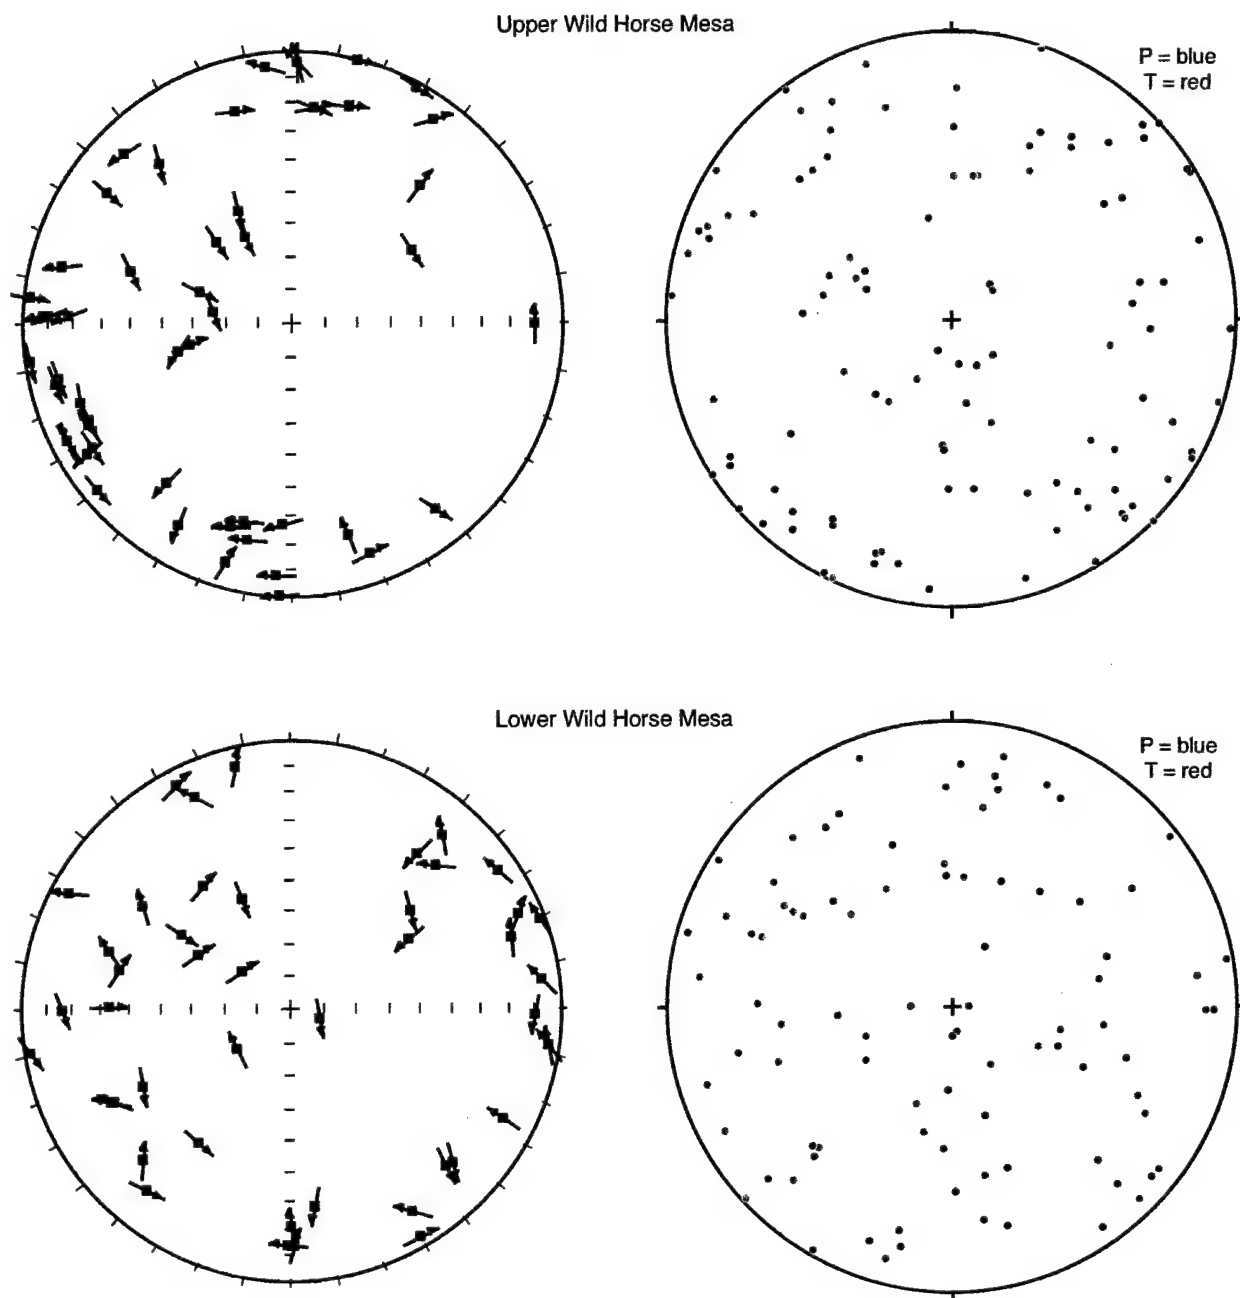 Upper Wild Horse Mesa
P = blue
T = red
Lower Wild Horse Mesa
P = blue
T = red